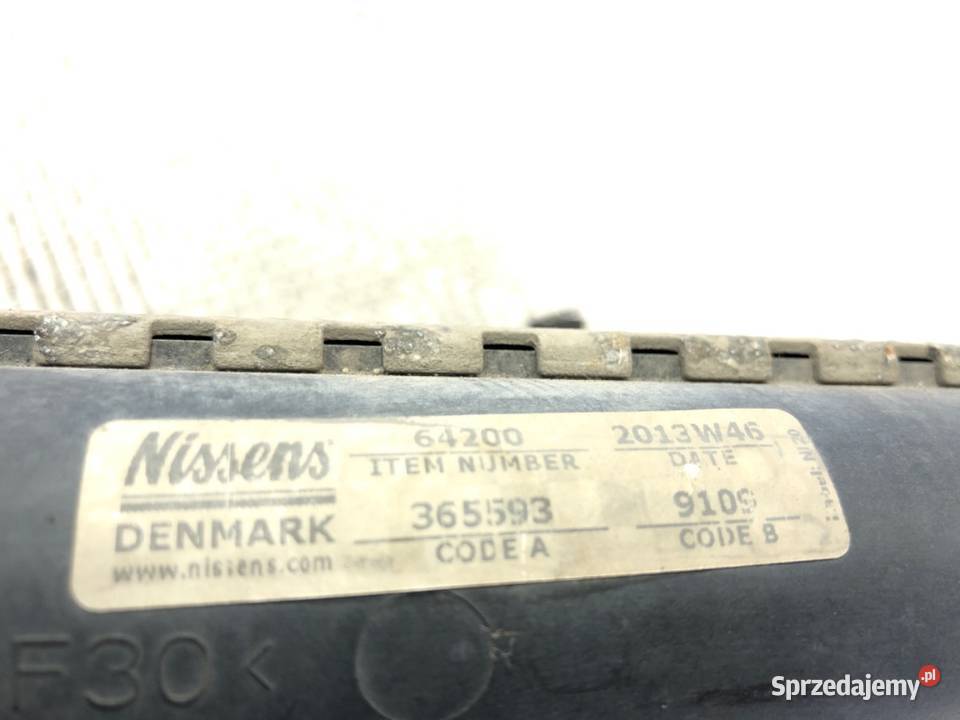 Nissens
DENMARK
www.nissens.com
64200
ITEM NUMBER
365593
CODE A
2013W46
DATE
9109
CODE B
F30<
Sprzedajemy.pl